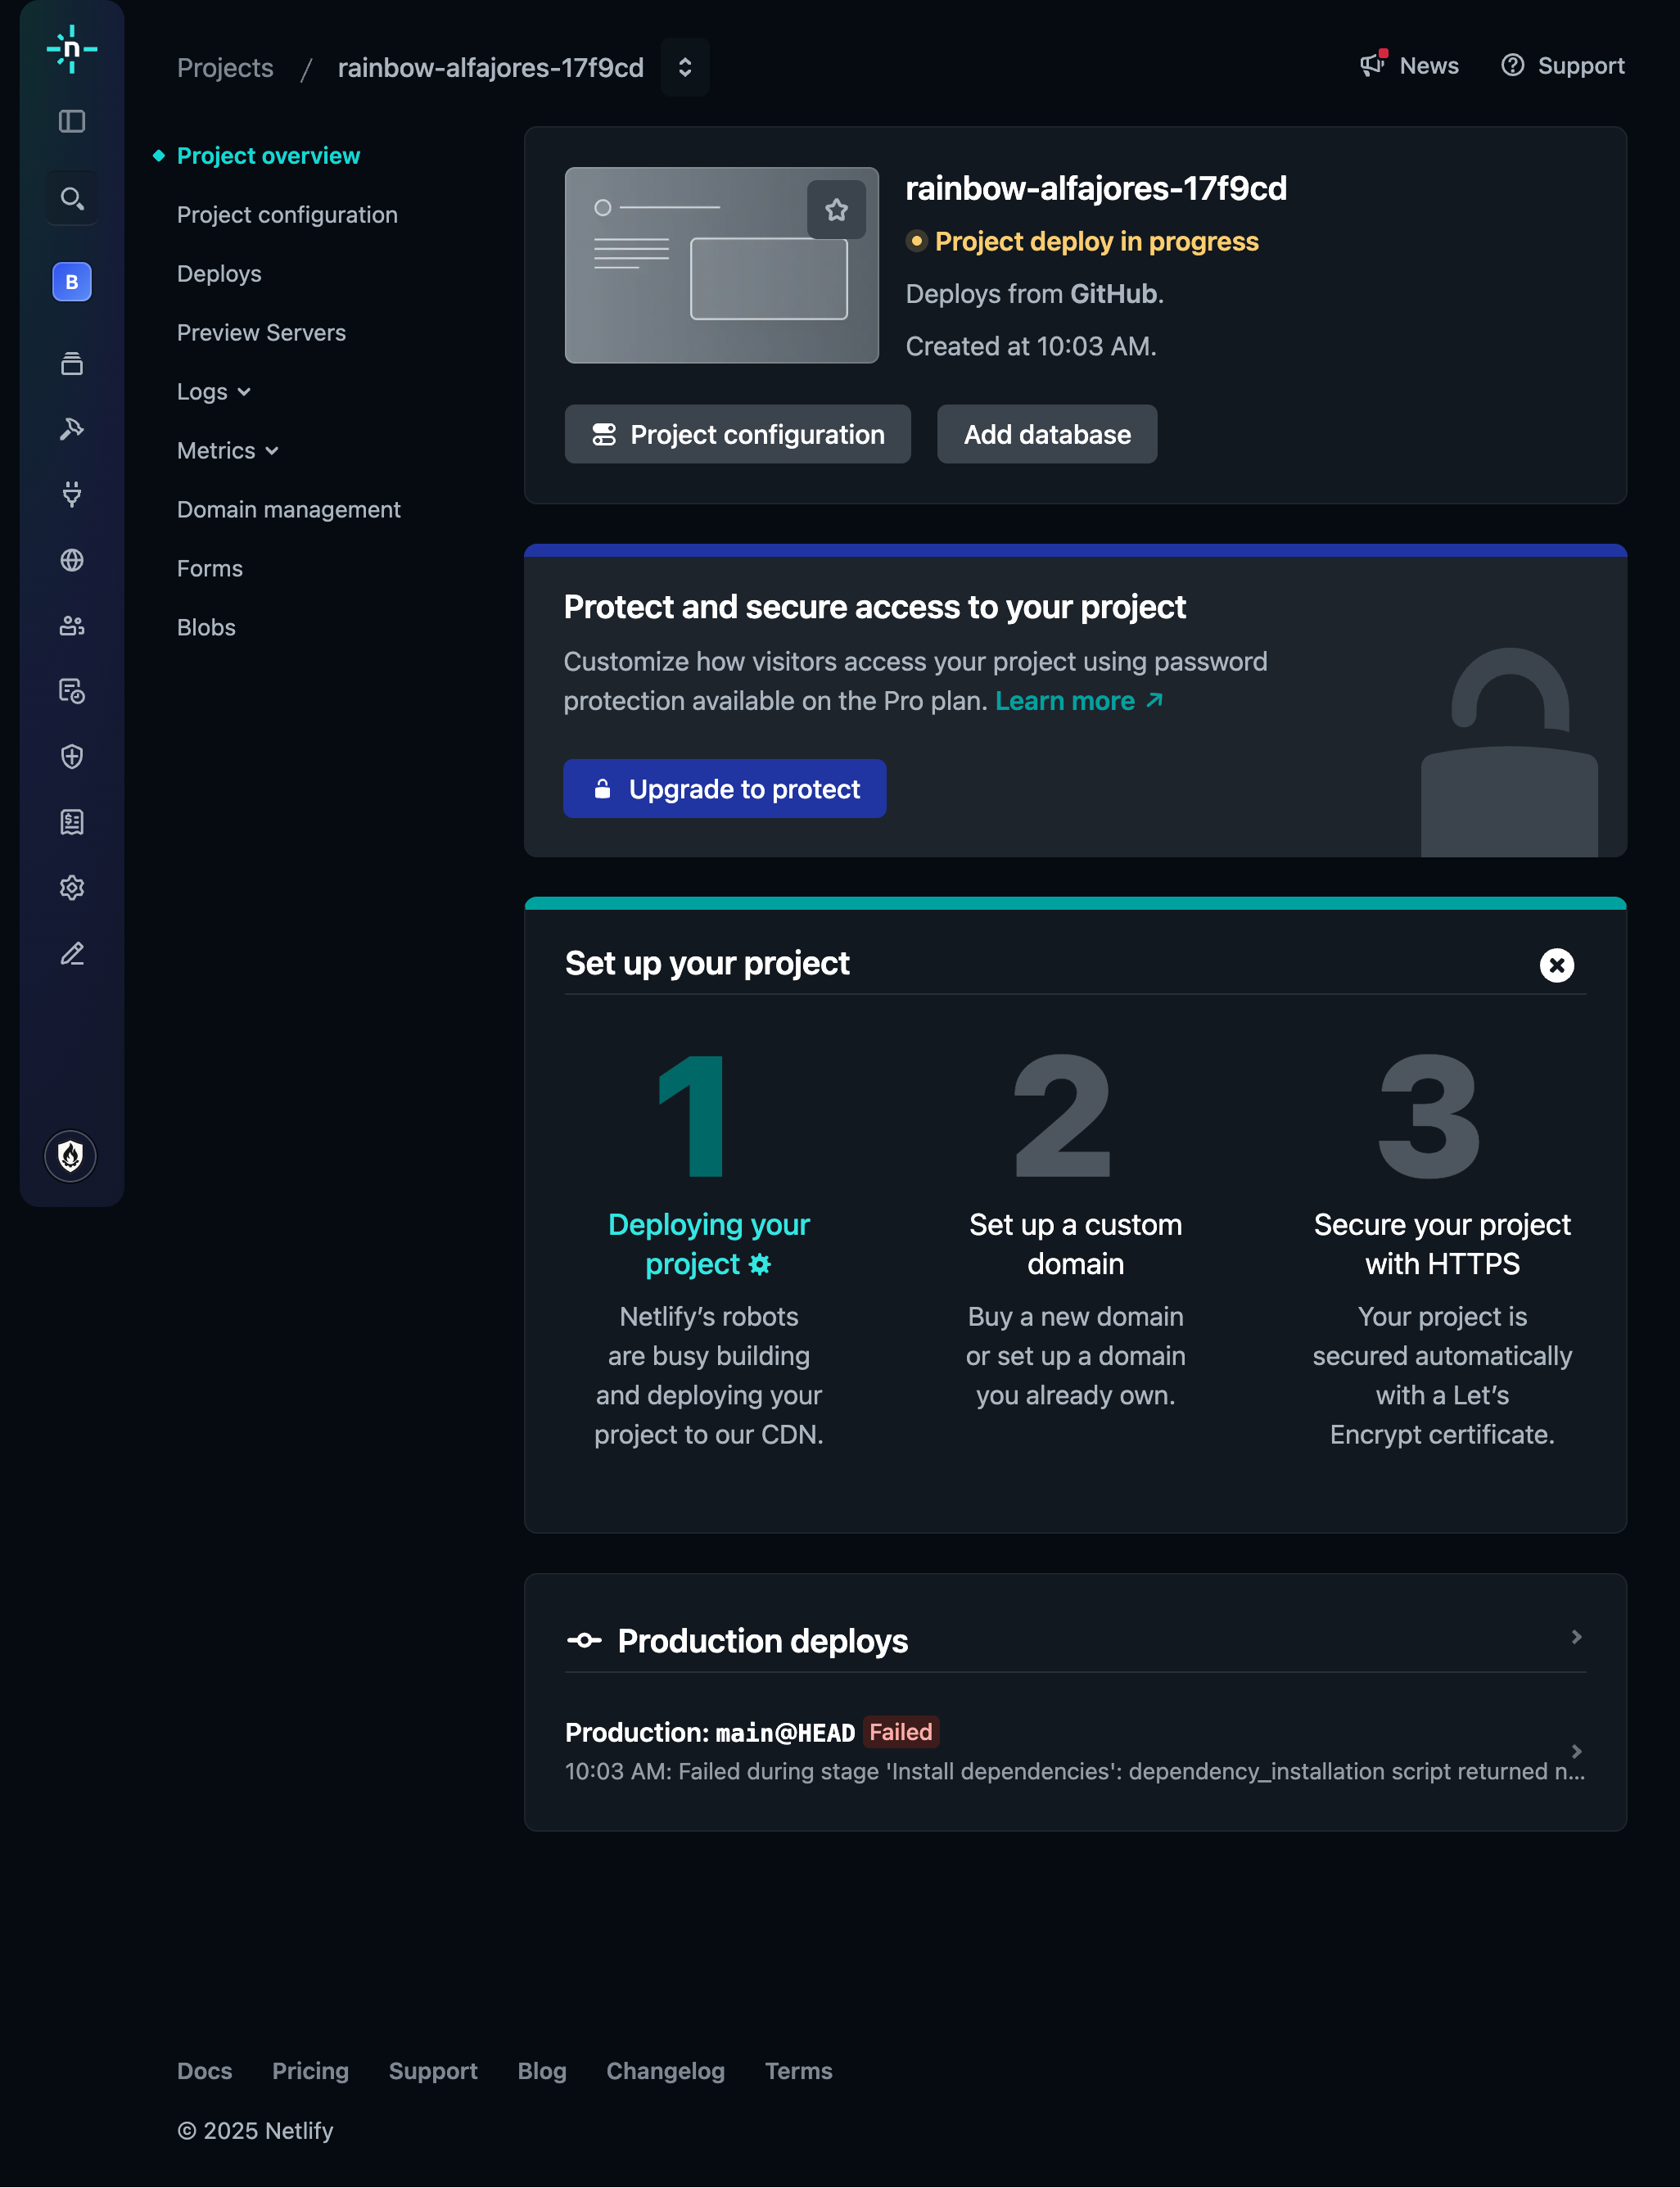 n
Projects / rainbow-alfajores-17f9cd
News
Support
B
Project overview
Project configuration
Deploys
Preview Servers
Logs
Metrics
Domain management
Forms
Blobs
rainbow-alfajores-17f9cd
Project deploy in progress
Deploys from GitHub.
Created at 10:03 AM.
Project configuration
Add database
Protect and secure access to your project
Customize how visitors access your project using password
protection available on the Pro plan. Learn more
Upgrade to protect
Set up your project
1
Deploying your
project
Netlify’s robots
are busy building
and deploying your
project to our CDN.
2
Set up a custom
domain
Buy a new domain
or set up a domain
you already own.
3
Secure your project
with HTTPS
Your project is
secured automatically
with a Let’s
Encrypt certificate.
Production deploys
Production: main@HEAD Failed
10:03 AM: Failed during stage 'Install dependencies': dependency_installation script returned n...
Docs Pricing Support Blog Changelog Terms
© 2025 Netlify